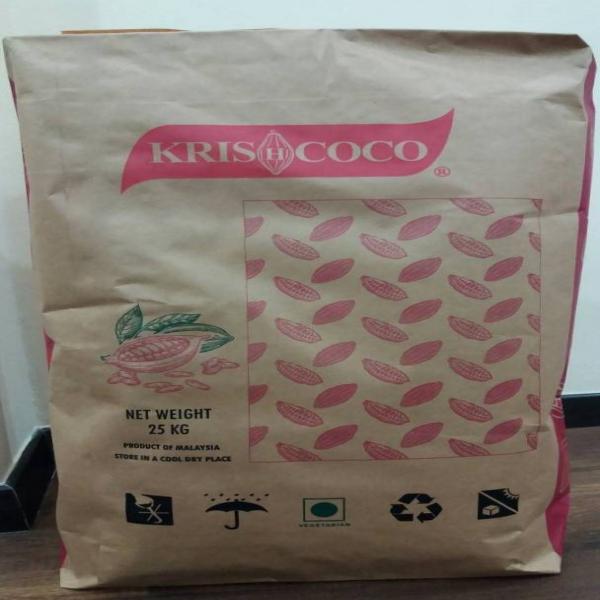 KRIS H COCO
®
NET WEIGHT
25 KG
PRODUCT OF MALAYSIA
STORE IN A COOL DRY PLACE
VEGETARIAN